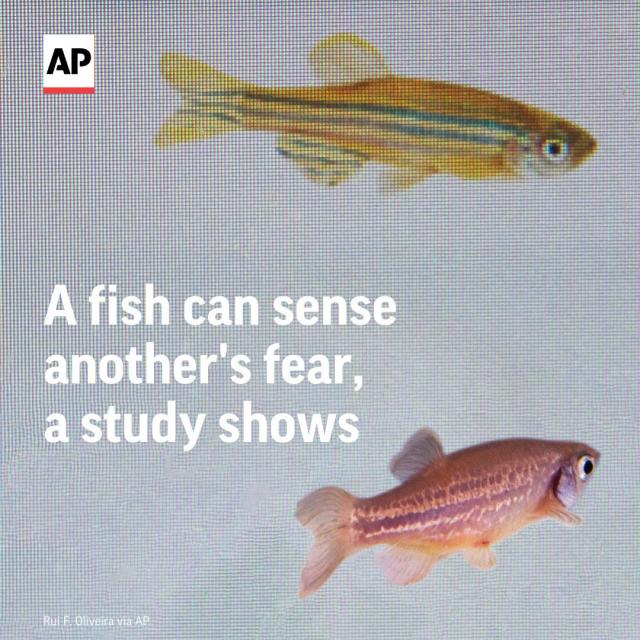 AP
A fish can sense
another's fear,
a study shows
Rui F. Oliveira via AP